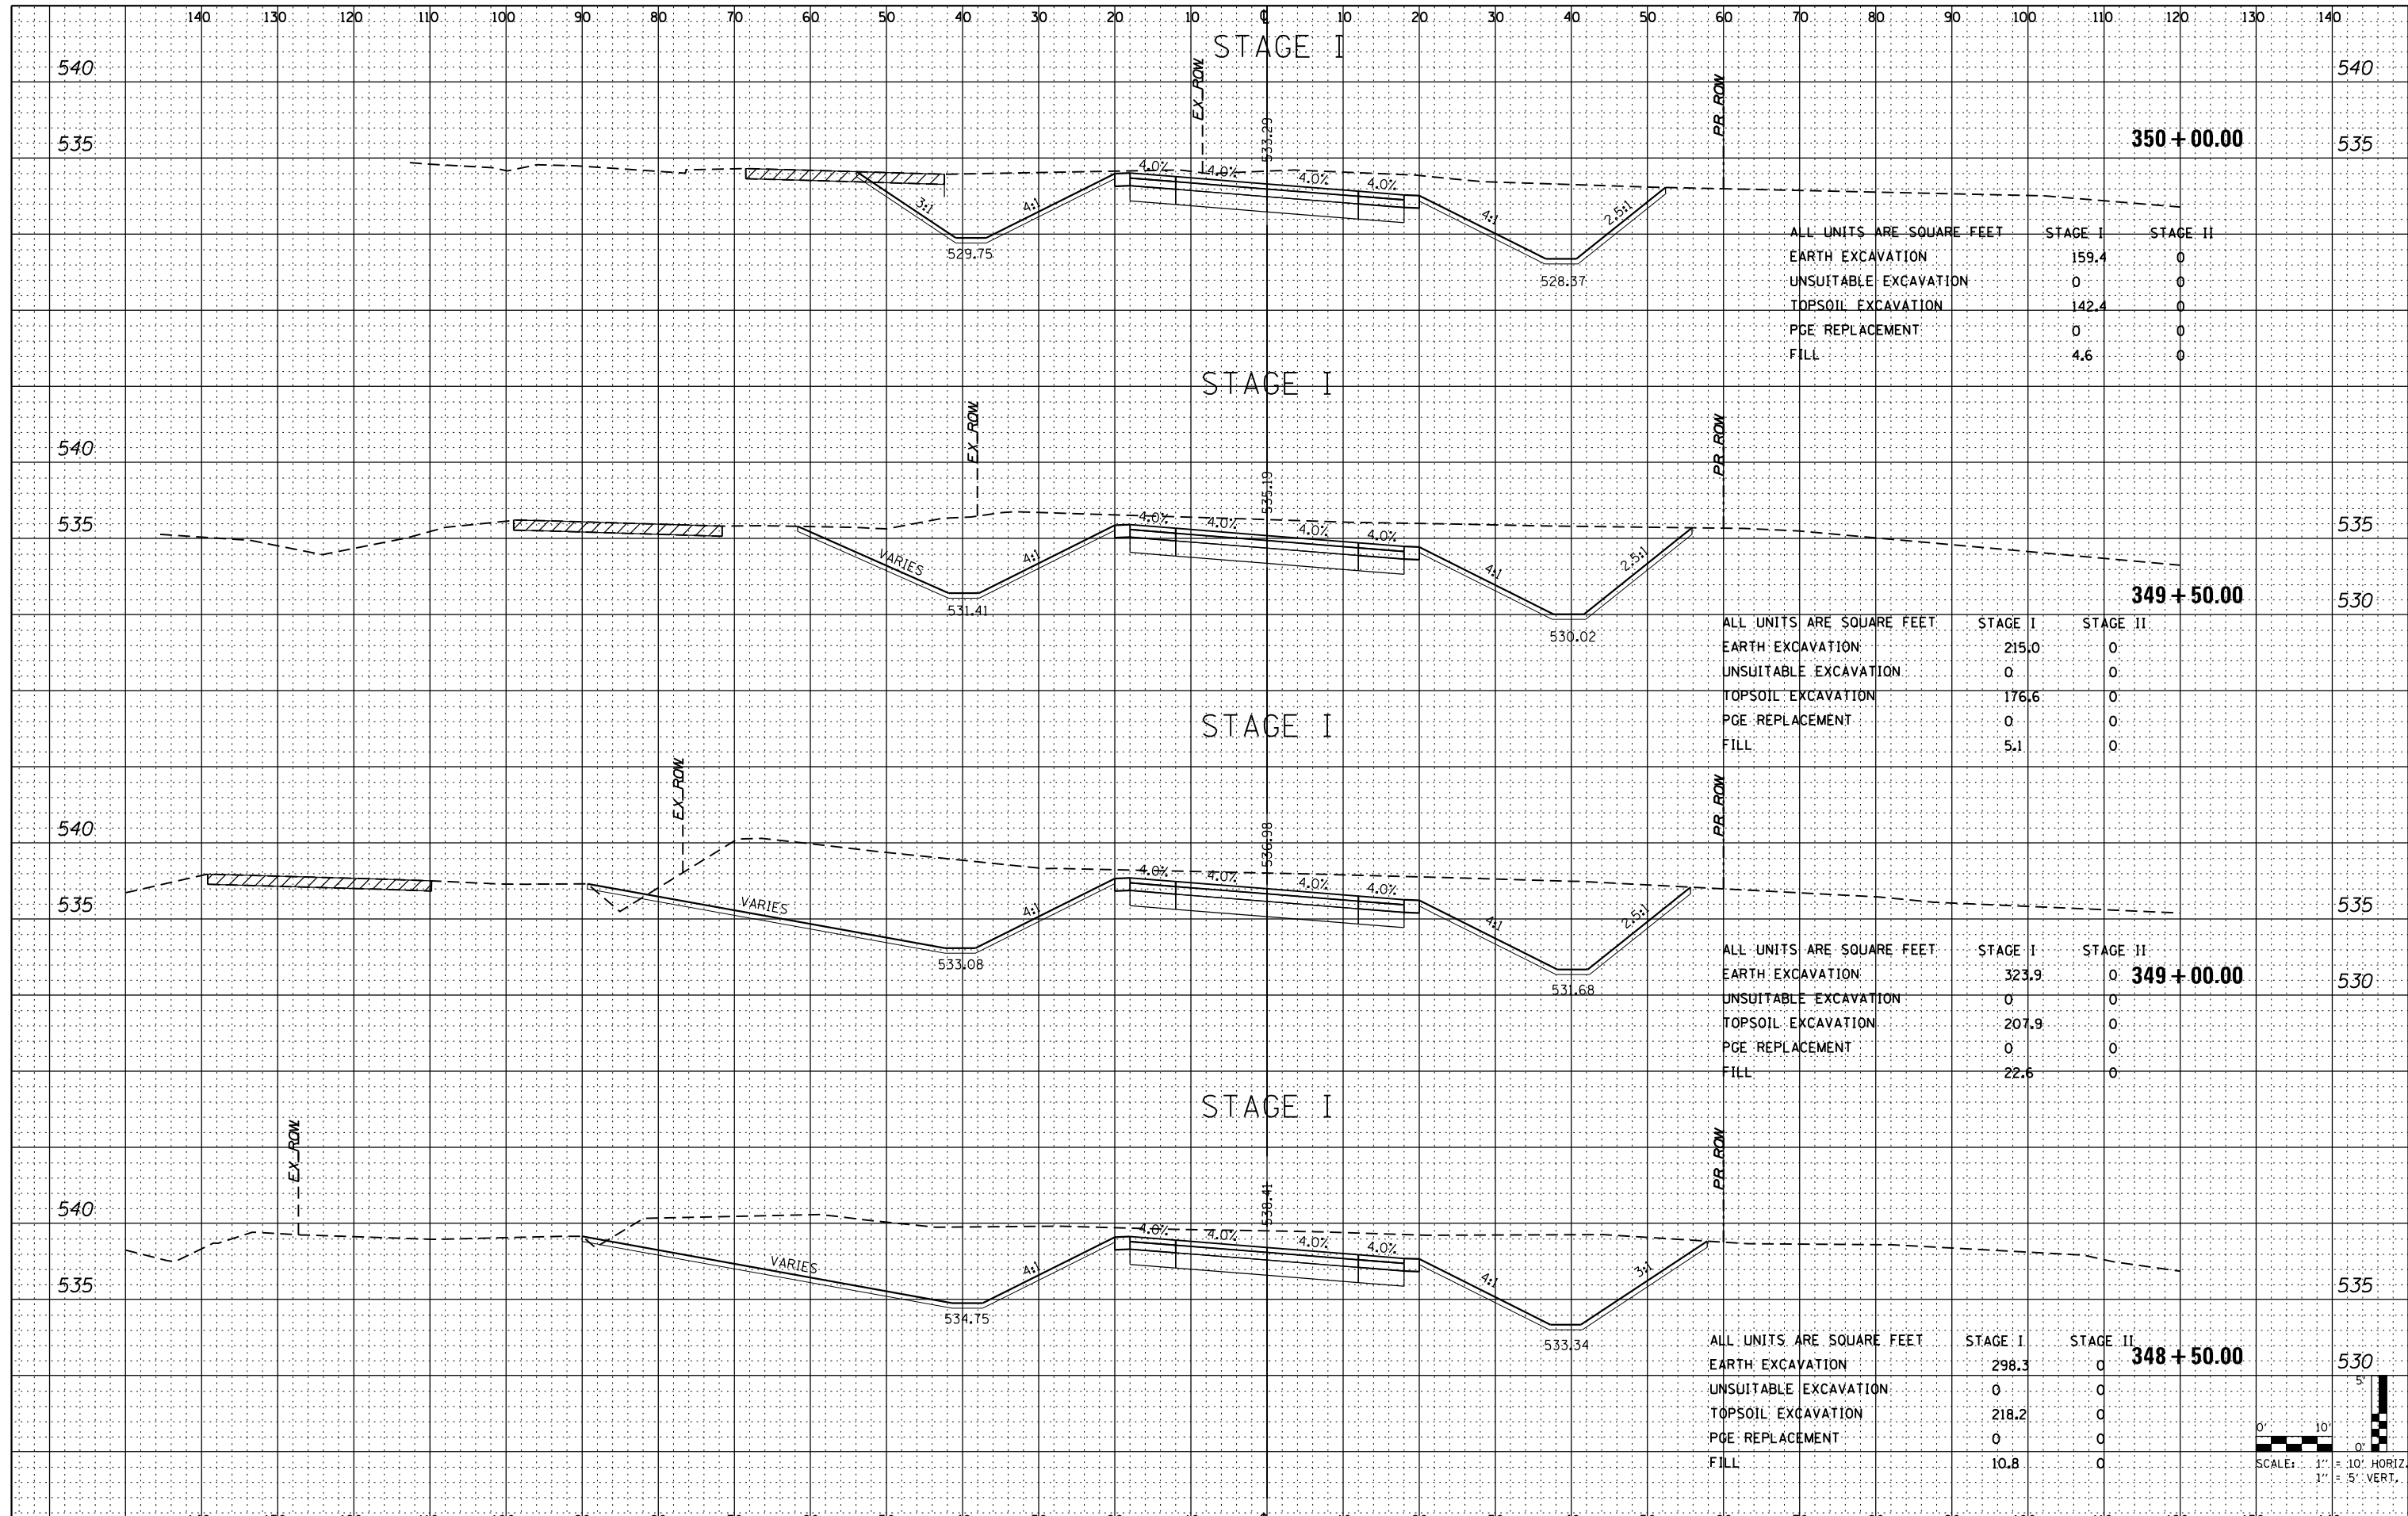 140 130 120 110 100 90 80 70 60 50 40 30 20 10 ℄ 10 20 30 40 50 60 70 80 90 100 110 120 130 140
STAGE I
540 540
EX_ROW
PR_ROW
533.29
535 350 + 00.00 535
4.0% 4.0% 4.0% 4.0%
3:1 4:1 4:1 2.5:1
529.75 528.37
ALL UNITS ARE SQUARE FEET STAGE I STAGE II
EARTH EXCAVATION 159.4 0
UNSUITABLE EXCAVATION 0 0
TOPSOIL EXCAVATION 142.4 0
PGE REPLACEMENT 0 0
FILL 4.6 0
STAGE I
EX_ROW PR_ROW
540 540
535.19
535 535
4.0% 4.0% 4.0% 4.0%
VARIES 4:1 4:1 2.5:1
349 + 50.00 530
531.41 530.02
ALL UNITS ARE SQUARE FEET STAGE I STAGE II
EARTH EXCAVATION 215.0 0
UNSUITABLE EXCAVATION 0 0
TOPSOIL EXCAVATION 176.6 0
PGE REPLACEMENT 0 0
FILL 5.1 0
STAGE I
EX_ROW PR_ROW
540 540
536.98
4.0% 4.0% 4.0% 4.0%
535 535
VARIES 4:1 4:1 2.5:1
533.08 531.68
ALL UNITS ARE SQUARE FEET STAGE I STAGE II
EARTH EXCAVATION 323.9 0 349 + 00.00 530
UNSUITABLE EXCAVATION 0 0
TOPSOIL EXCAVATION 207.9 0
PGE REPLACEMENT 0 0
FILL 22.6 0
STAGE I
EX_ROW PR_ROW
540 540
538.41
4.0% 4.0% 4.0% 4.0%
VARIES 4:1 4:1 3:1
535 535
534.75 533.34
ALL UNITS ARE SQUARE FEET STAGE I STAGE II
348 + 50.00 530
EARTH EXCAVATION 298.3 0
UNSUITABLE EXCAVATION 0 0
TOPSOIL EXCAVATION 218.2 0
PGE REPLACEMENT 0 0
FILL 10.8 0
5'
0' 10' 0'
SCALE: 1" = 10' HORIZ.
1" = 5' VERT.